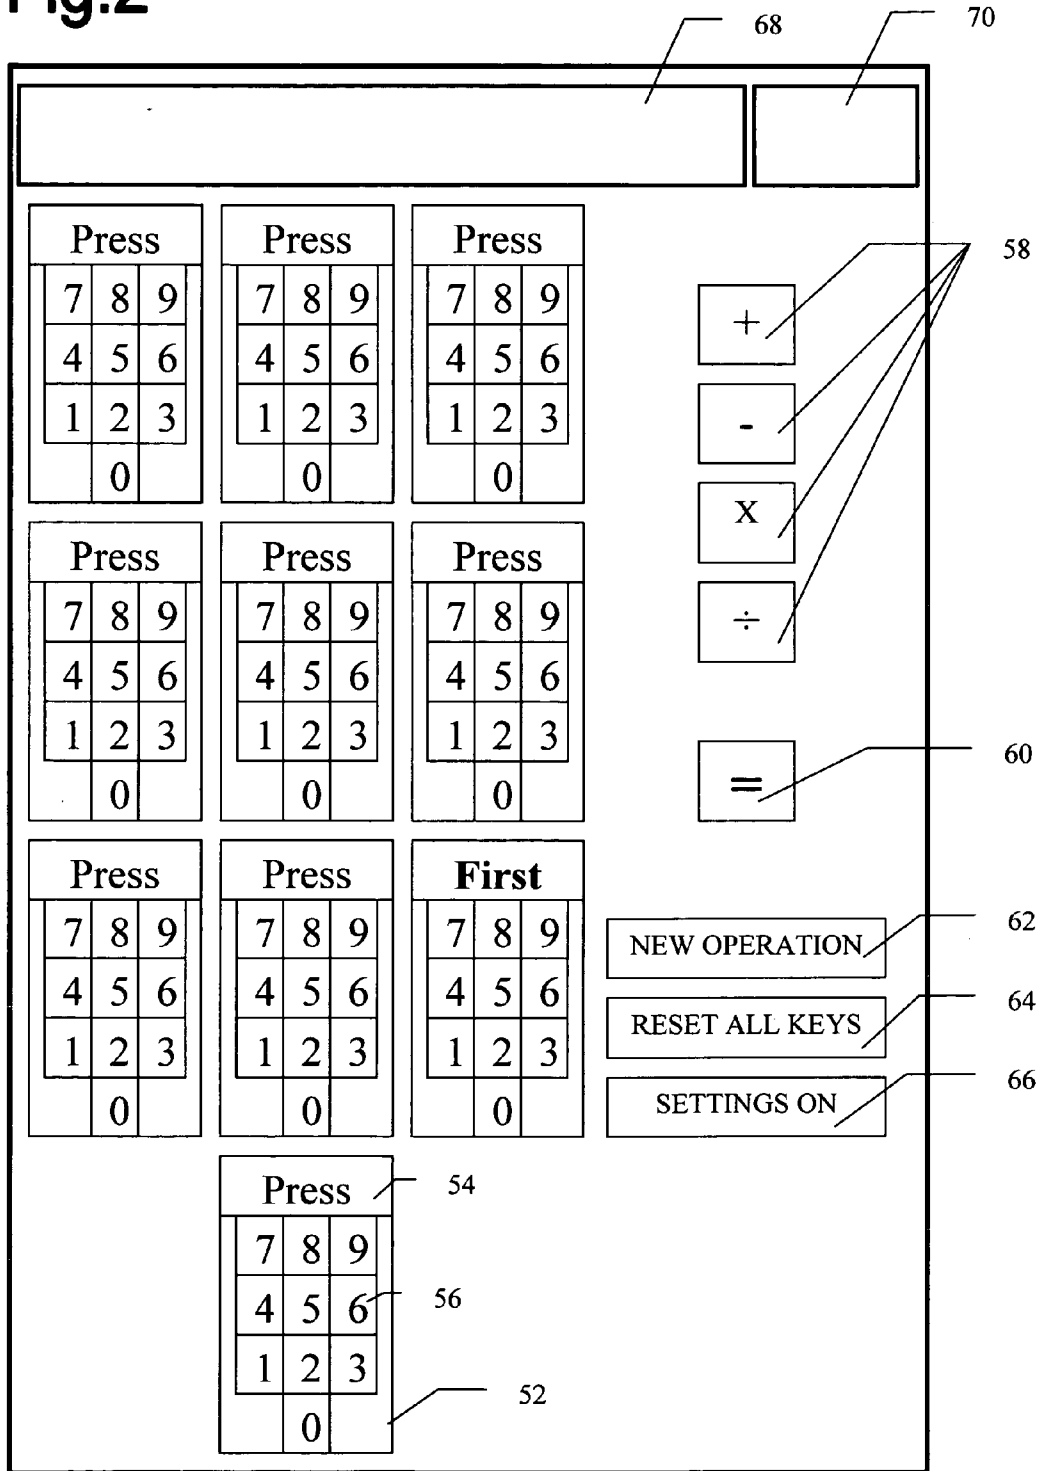 Fig.2
68
70
Press Press Press
7 8 9 7 8 9 7 8 9
58
+
4 5 6 4 5 6 4 5 6
1 2 3 1 2 3 1 2 3
-
0 0 0
X
Press Press Press
7 8 9 7 8 9 7 8 9
÷
4 5 6 4 5 6 4 5 6
1 2 3 1 2 3 1 2 3
60
=
0 0 0
Press Press First
7 8 9 7 8 9 7 8 9
62
NEW OPERATION
4 5 6 4 5 6 4 5 6
64
RESET ALL KEYS
1 2 3 1 2 3 1 2 3
66
SETTINGS ON
0 0 0
Press
54
7 8 9
4 5 6
56
1 2 3
52
0